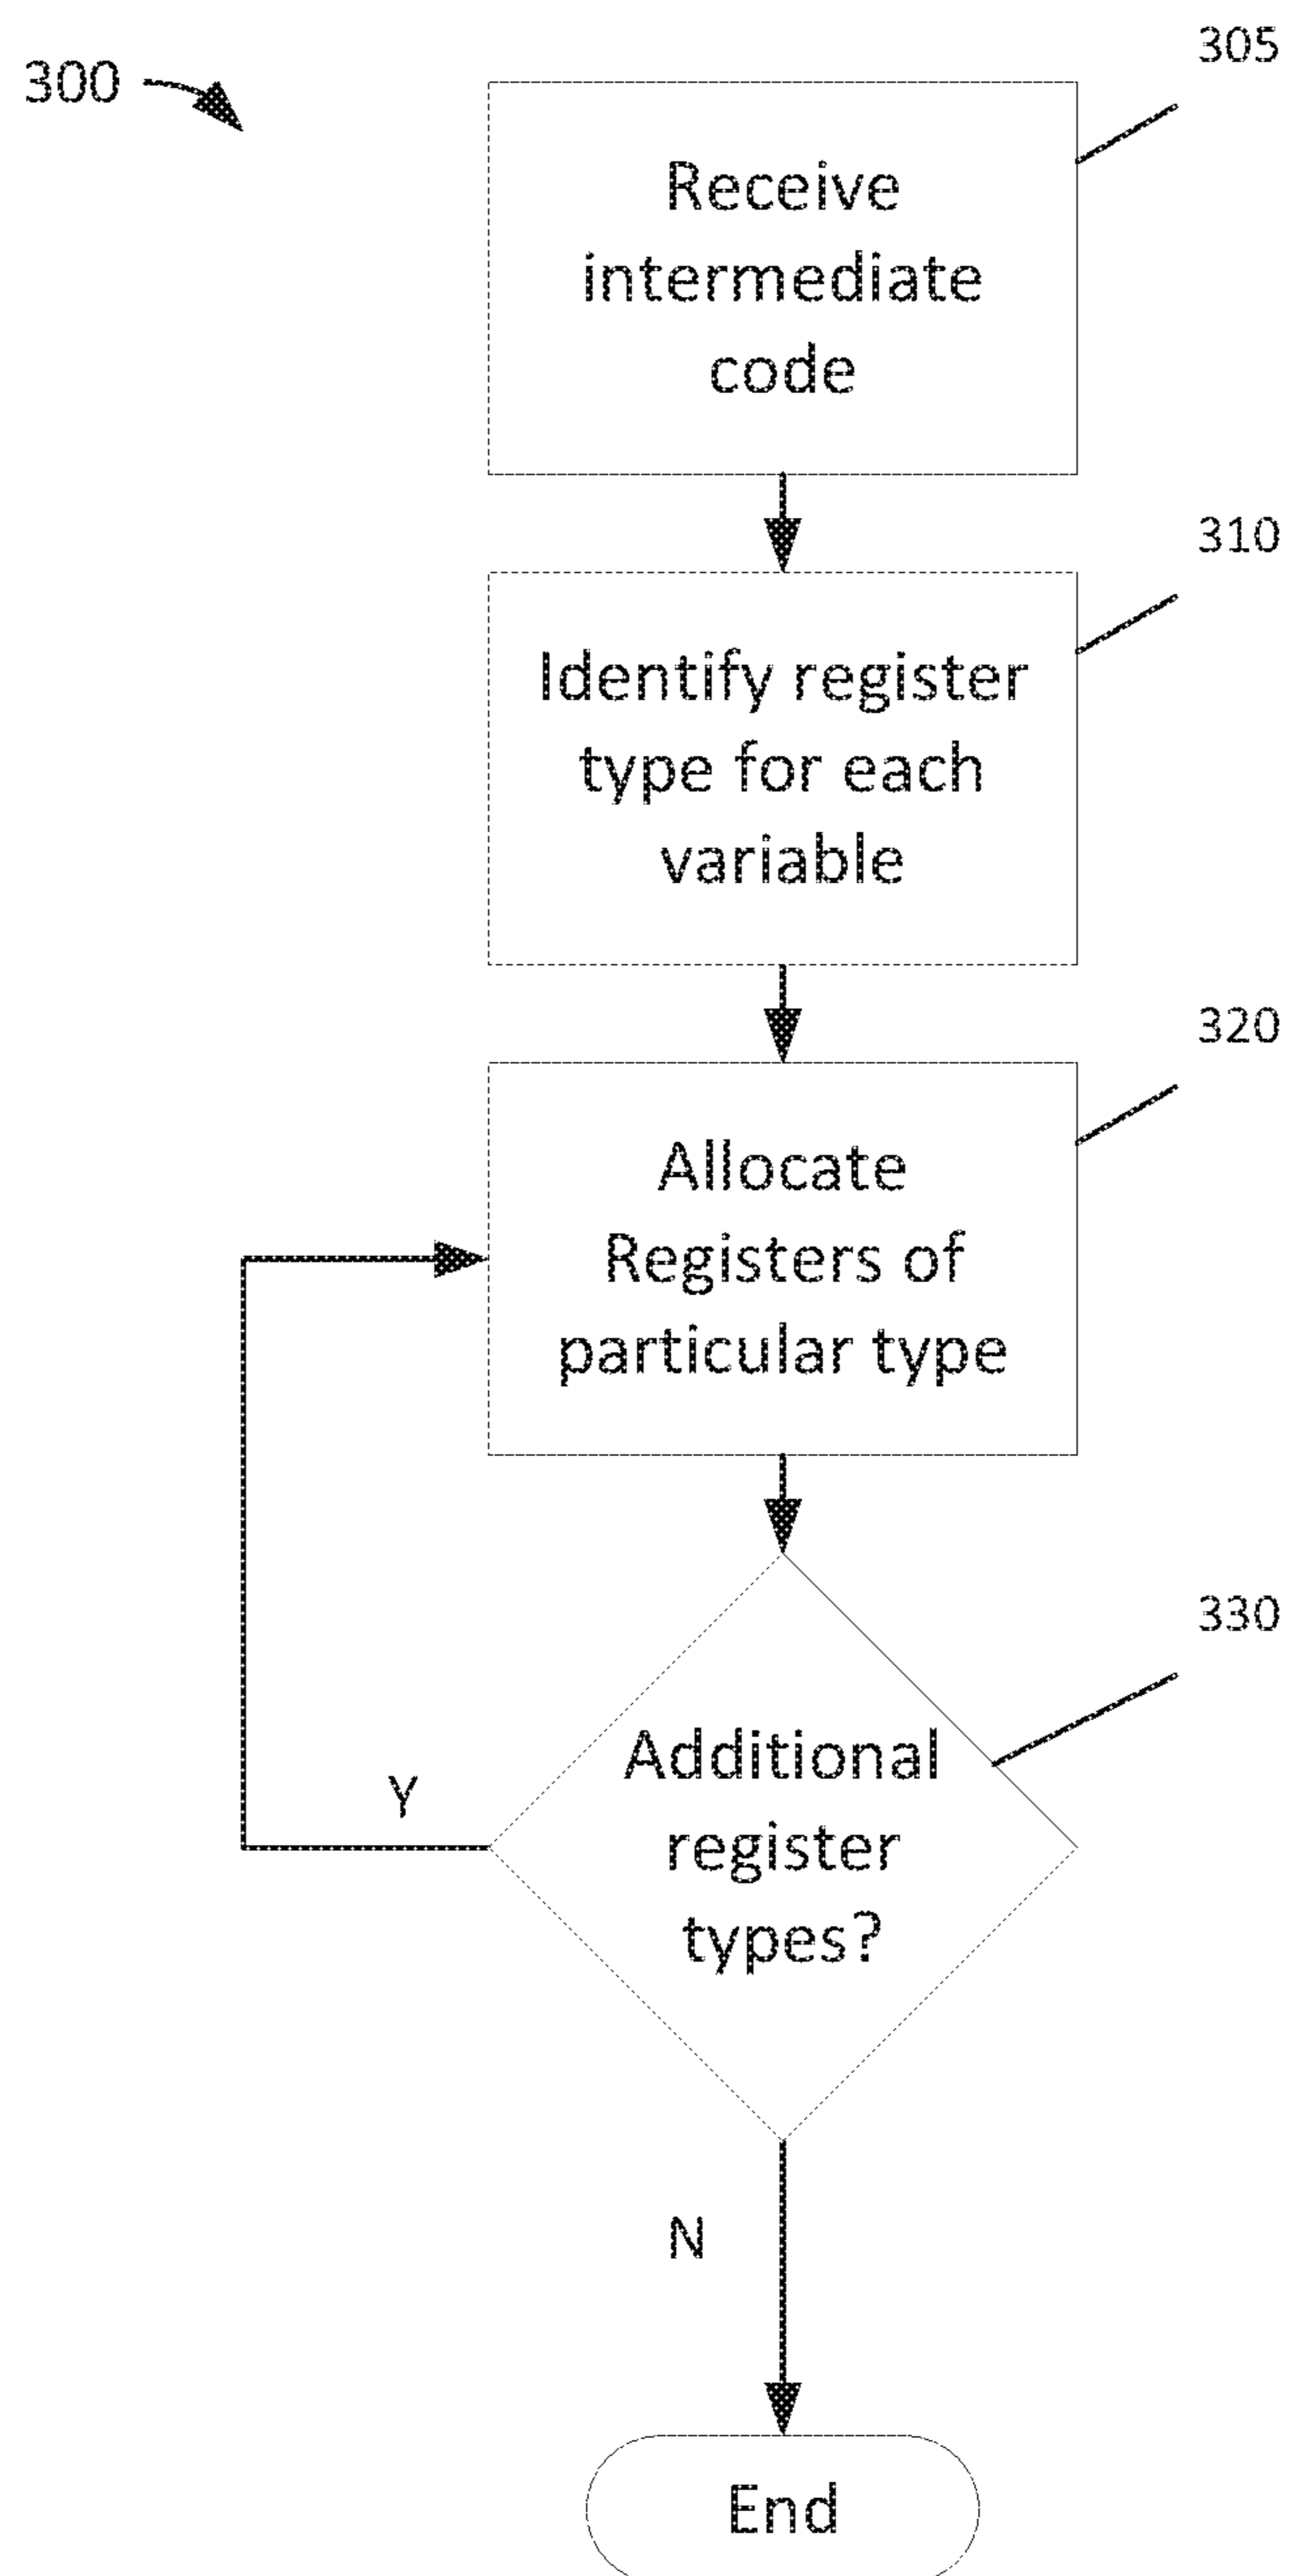 300
305
Receive
intermediate
code
310
Identify register
type for each
variable
320
Allocate
Registers of
particular type
330
Additional
register
types?
Y
N
End